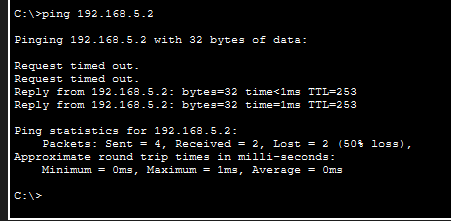 C:\>ping 192.168.5.2
Pinging 192.168.5.2 with 32 bytes of data:
Request timed out.
Request timed out.
Reply from 192.168.5.2: bytes=32 time<1ms TTL=253
Reply from 192.168.5.2: bytes=32 time=1ms TTL=253
Ping statistics for 192.168.5.2:
    Packets: Sent = 4, Received = 2, Lost = 2 (50% loss),
Approximate round trip times in milli-seconds:
    Minimum = 0ms, Maximum = 1ms, Average = 0ms
C:\>